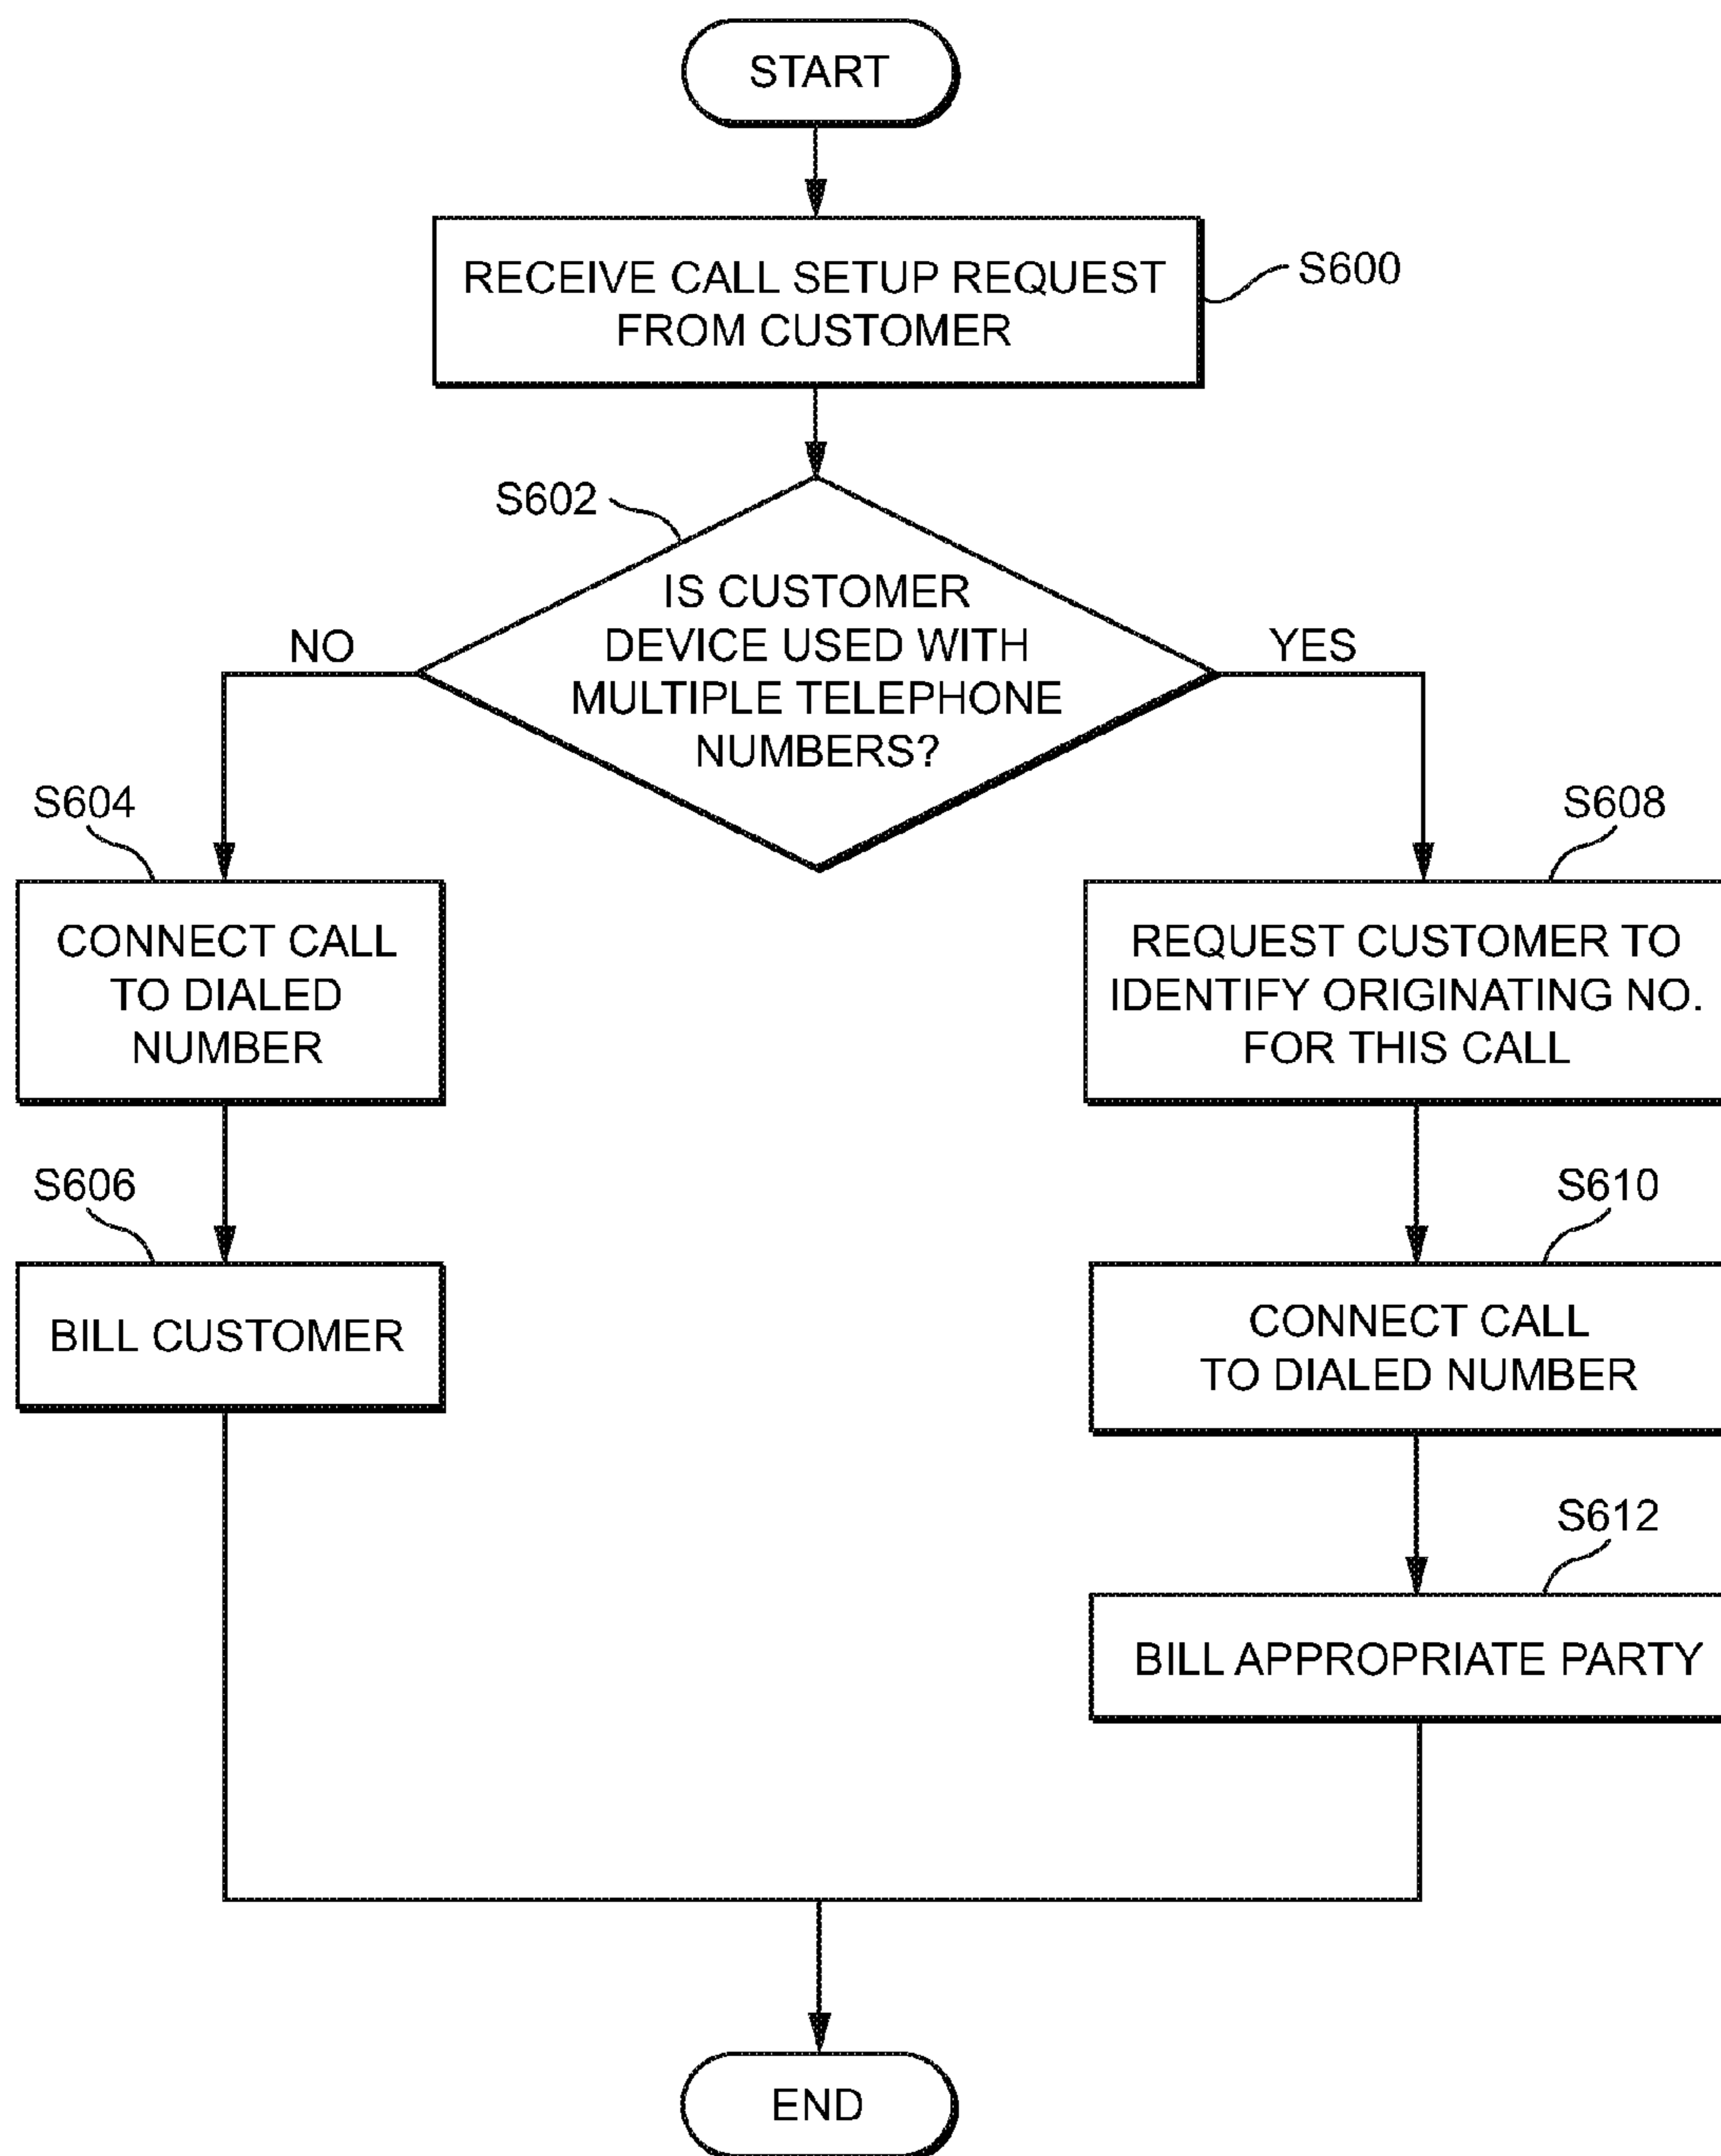 START
RECEIVE CALL SETUP REQUEST
FROM CUSTOMER
S600
S602
IS CUSTOMER
DEVICE USED WITH
MULTIPLE TELEPHONE
NUMBERS?
NO
YES
S604
CONNECT CALL
TO DIALED
NUMBER
S606
BILL CUSTOMER
S608
REQUEST CUSTOMER TO
IDENTIFY ORIGINATING NO.
FOR THIS CALL
S610
CONNECT CALL
TO DIALED NUMBER
S612
BILL APPROPRIATE PARTY
END